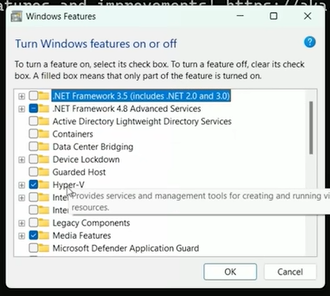 atures and improvements! https://aka
Windows Features
Turn Windows features on or off
To turn a feature on, select its check box. To turn a feature off, clear its
check box. A filled box means that only part of the feature is turned on.
.NET Framework 3.5 (includes .NET 2.0 and 3.0)
.NET Framework 4.8 Advanced Services
Active Directory Lightweight Directory Services
Containers
Data Center Bridging
Device Lockdown
Guarded Host
Hyper-V
Inte
Provides services and management tools for creating and running vi
resources.
Inte
Legacy Components
Media Features
Microsoft Defender Application Guard
OK
Cancel